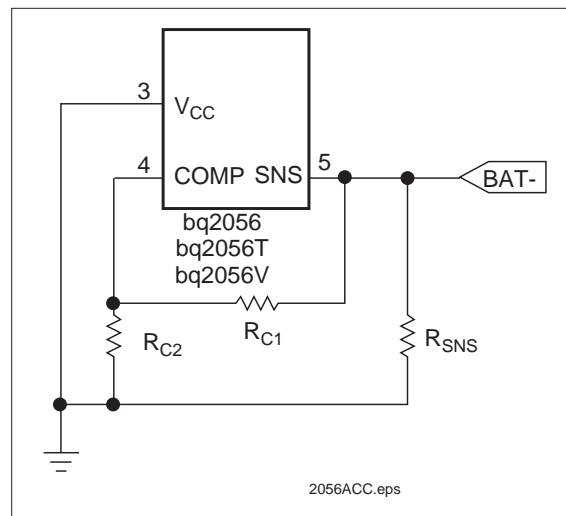 3
V_CC
4
5
COMP SNS
BAT-
bq2056
bq2056T
bq2056V
R_C1
R_C2
R_SNS
2056ACC.eps